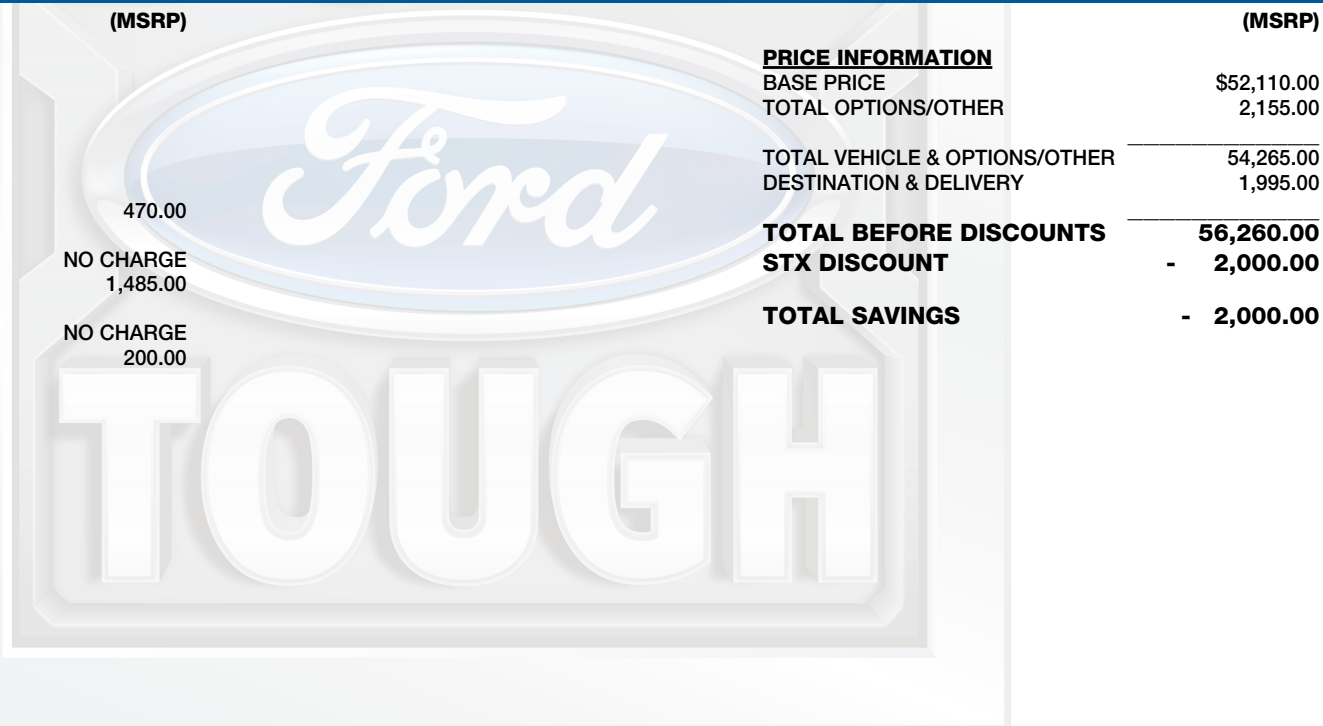 (MSRP)
470.00
NO CHARGE
1,485.00
NO CHARGE
200.00
Ford
TOUGH
(MSRP)
PRICE INFORMATION
BASE PRICE $52,110.00
TOTAL OPTIONS/OTHER 2,155.00
TOTAL VEHICLE & OPTIONS/OTHER 54,265.00
DESTINATION & DELIVERY 1,995.00
TOTAL BEFORE DISCOUNTS 56,260.00
STX DISCOUNT - 2,000.00
TOTAL SAVINGS - 2,000.00